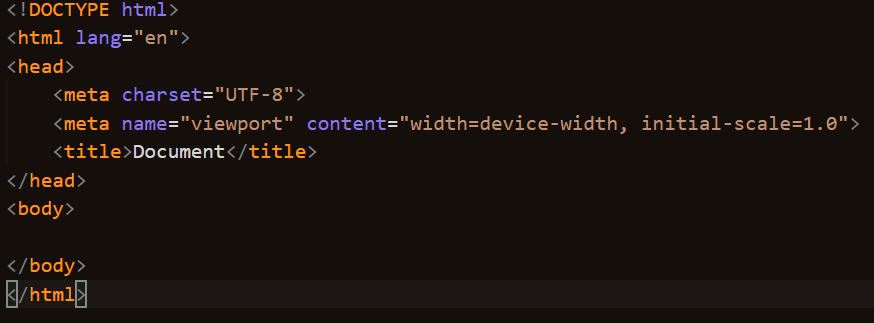 <!DOCTYPE html>
<html lang="en">
<head>
    <meta charset="UTF-8">
    <meta name="viewport" content="width=device-width, initial-scale=1.0">
    <title>Document</title>
</head>
<body>

</body>
</html>